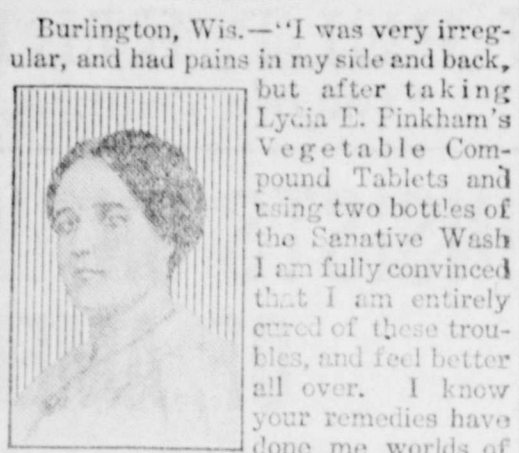 Burlington, Wis.—"I was very irreg-
ular, and had pains in my side and back,
but after taking
Lydia E. Pinkham's
Vegetable Com-
pound Tablets and
using two bottles of
the Sanative Wash
I am fully convinced
that I am entirely
cured of these trou-
bles, and feel better
all over. I know
your remedies have
done me worlds of